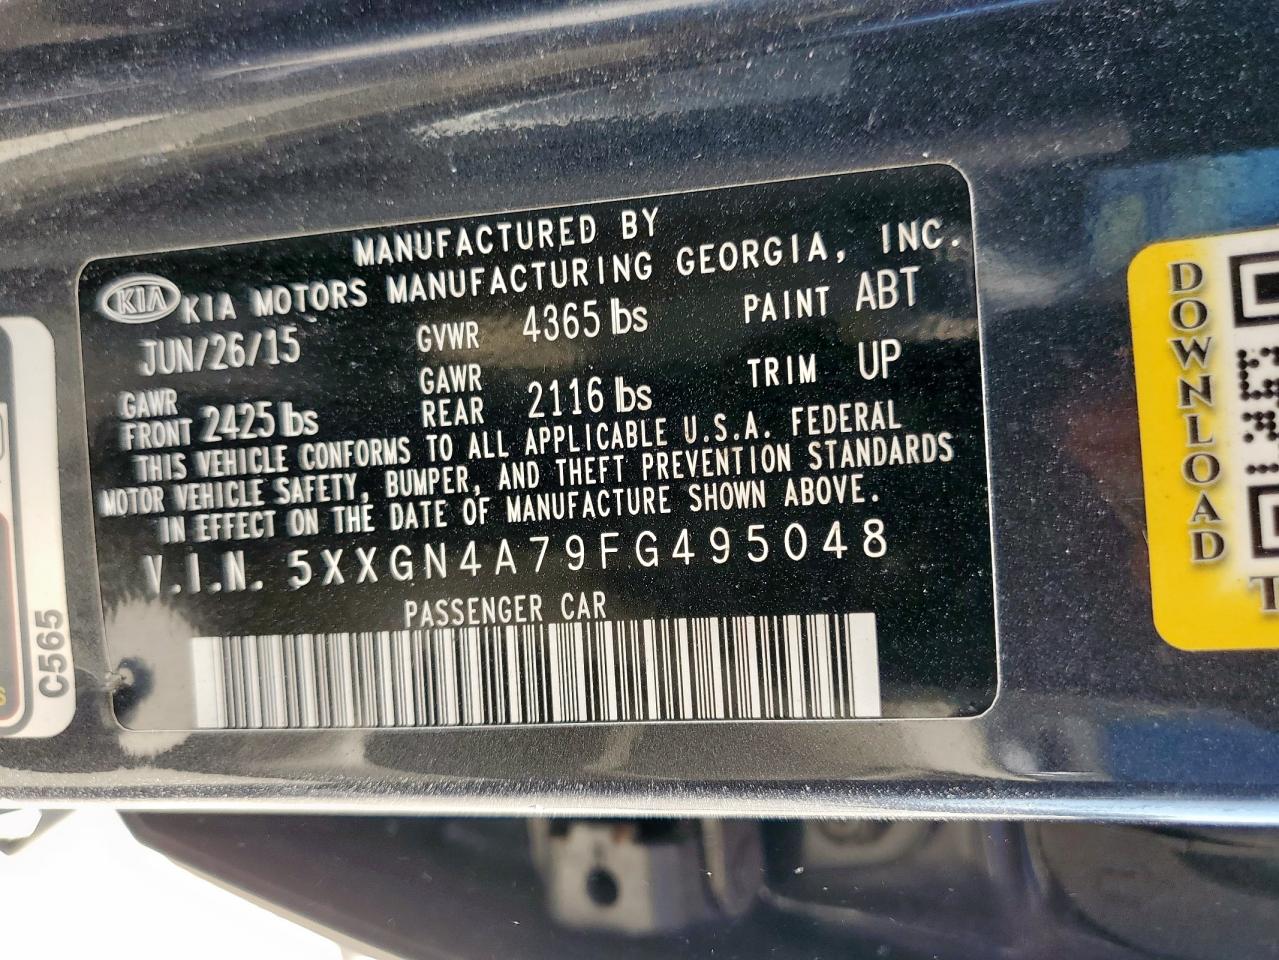 MANUFACTURED BY
KIA KIA MOTORS MANUFACTURING GEORGIA, INC.
JUN/26/15 GVWR 4365 lbs PAINT ABT
GAWR FRONT 2425 lbs GAWR REAR 2116 lbs TRIM UP
THIS VEHICLE CONFORMS TO ALL APPLICABLE U.S.A. FEDERAL
MOTOR VEHICLE SAFETY, BUMPER, AND THEFT PREVENTION STANDARDS
IN EFFECT ON THE DATE OF MANUFACTURE SHOWN ABOVE.
V.I.N. 5XXGN4A79FG495048
PASSENGER CAR
C565
DOWNLOAD